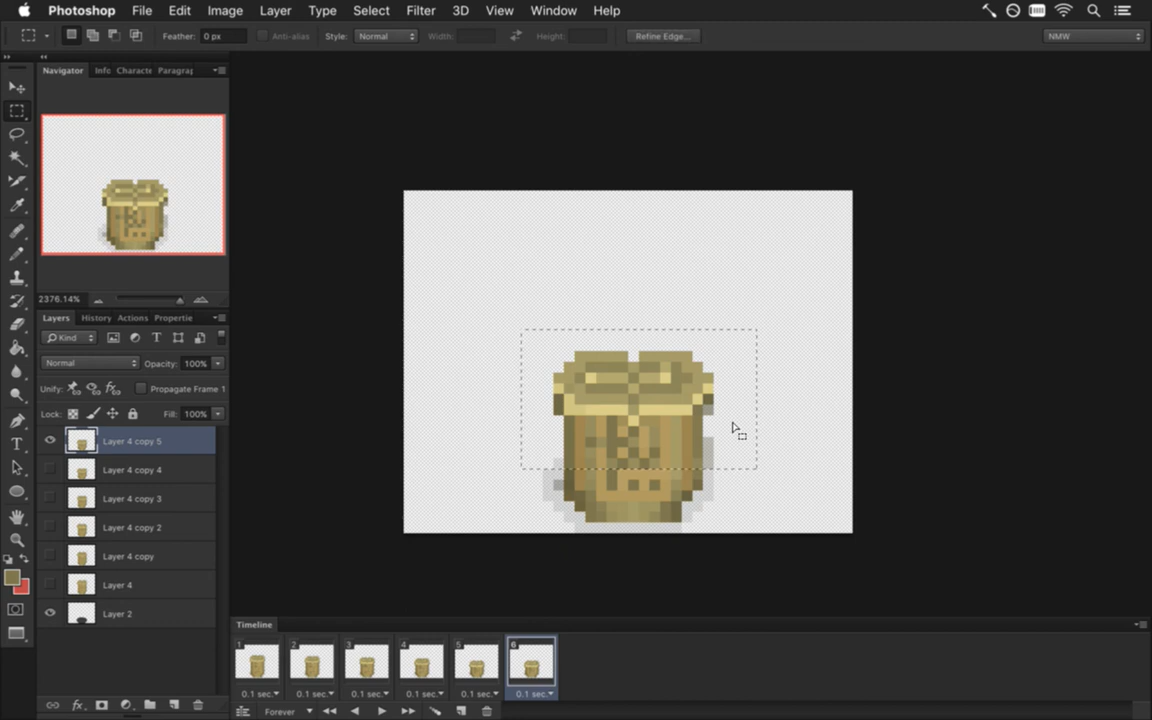 Photoshop File Edit Image Layer Type Select Filter 3D View Window Help
Feather: 0 px Anti-alias Style: Normal Width: Height: Refine Edge... NMW
Navigator Info Characte Paragrap
2376.14%
Layers History Actions Propertie
Kind
Normal Opacity: 100%
Unify: Propagate Frame 1
Lock: Fill: 100%
Layer 4 copy 5
Layer 4 copy 4
Layer 4 copy 3
Layer 4 copy 2
Layer 4 copy
Layer 4
Layer 2
Timeline
1 2 3 4 5 6
0.1 sec. 0.1 sec. 0.1 sec. 0.1 sec. 0.1 sec. 0.1 sec.
Forever